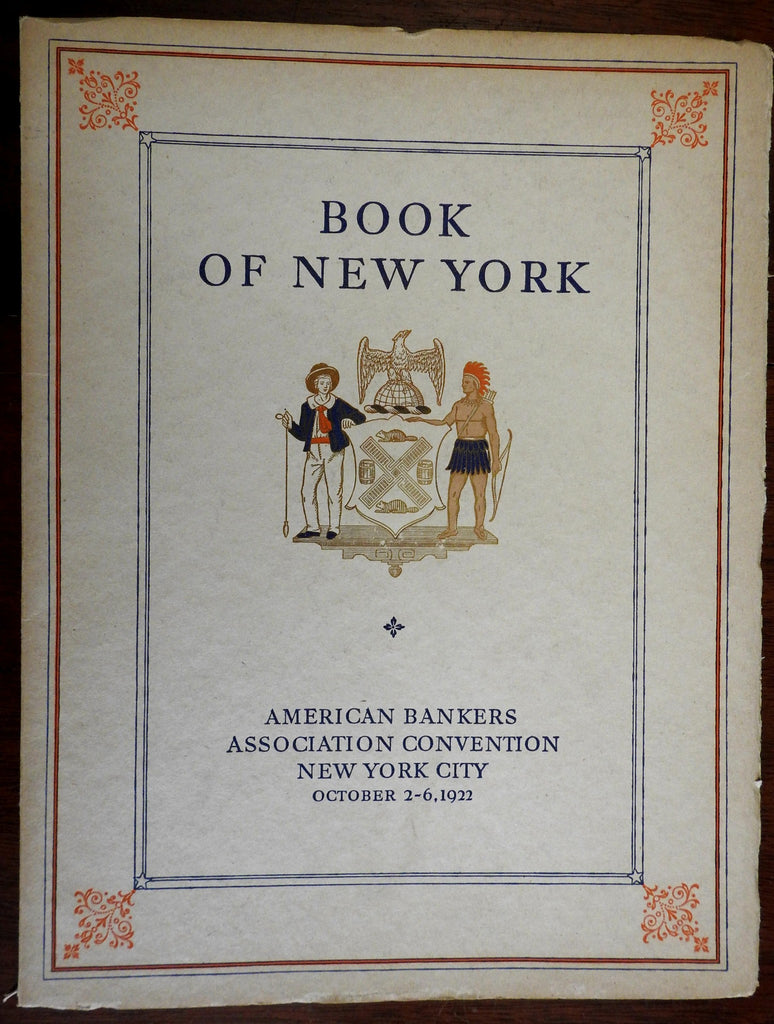 BOOK
OF NEW YORK
AMERICAN BANKERS
ASSOCIATION CONVENTION
NEW YORK CITY
OCTOBER 2-6, 1922